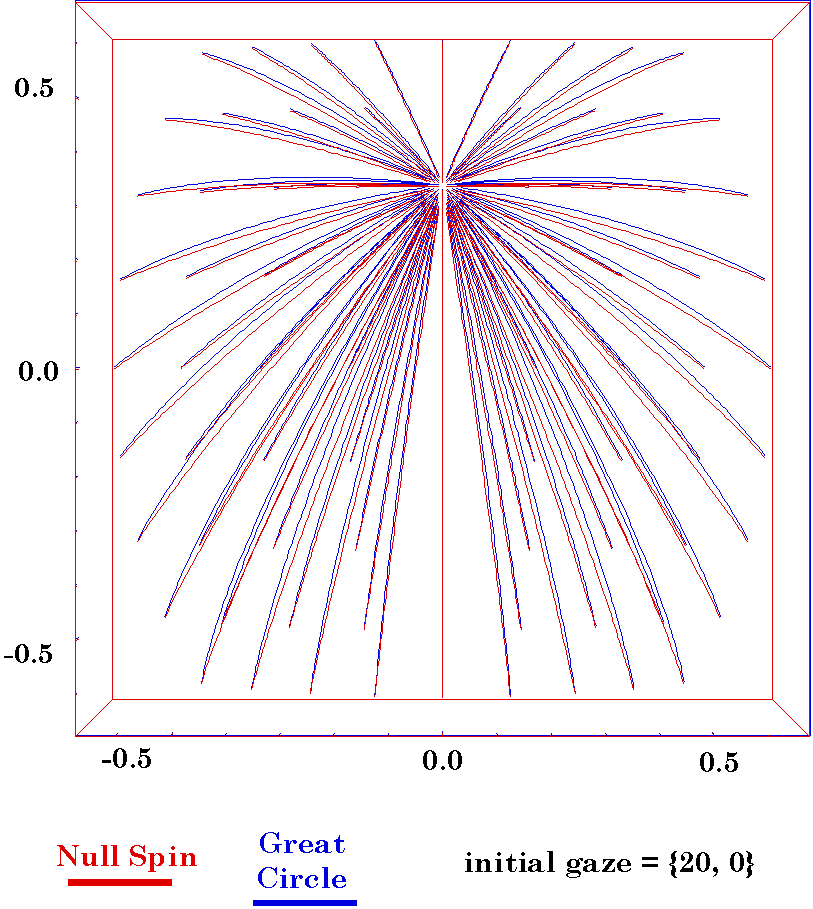 0.5
0.0
-0.5
-0.5 0.0 0.5
Null Spin
Great
Circle
initial gaze = {20, 0}